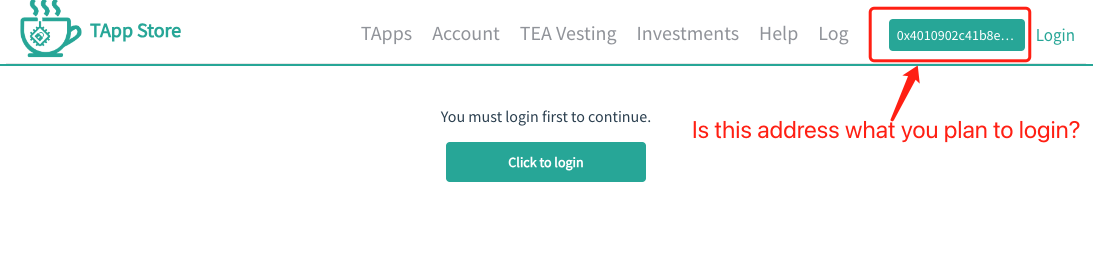 TApp Store
TApps Account TEA Vesting Investments Help Log 0x4010902c41b8e... Login
You must login first to continue.
Is this address what you plan to login?
Click to login